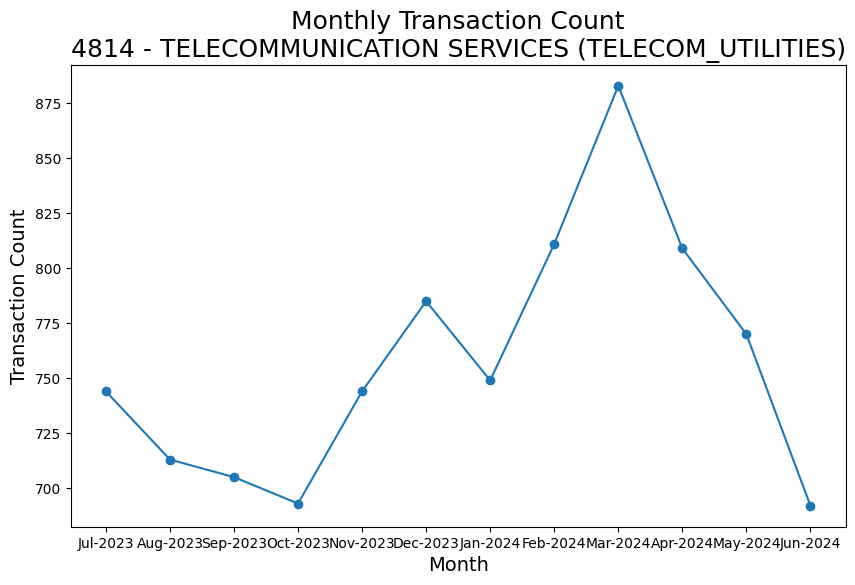 Monthly Transaction Count
4814 - TELECOMMUNICATION SERVICES (TELECOM_UTILITIES)
Transaction Count
875
850
825
800
775
750
725
700
Jul-2023 Aug-2023 Sep-2023 Oct-2023 Nov-2023 Dec-2023 Jan-2024 Feb-2024 Mar-2024 Apr-2024 May-2024 Jun-2024
Month